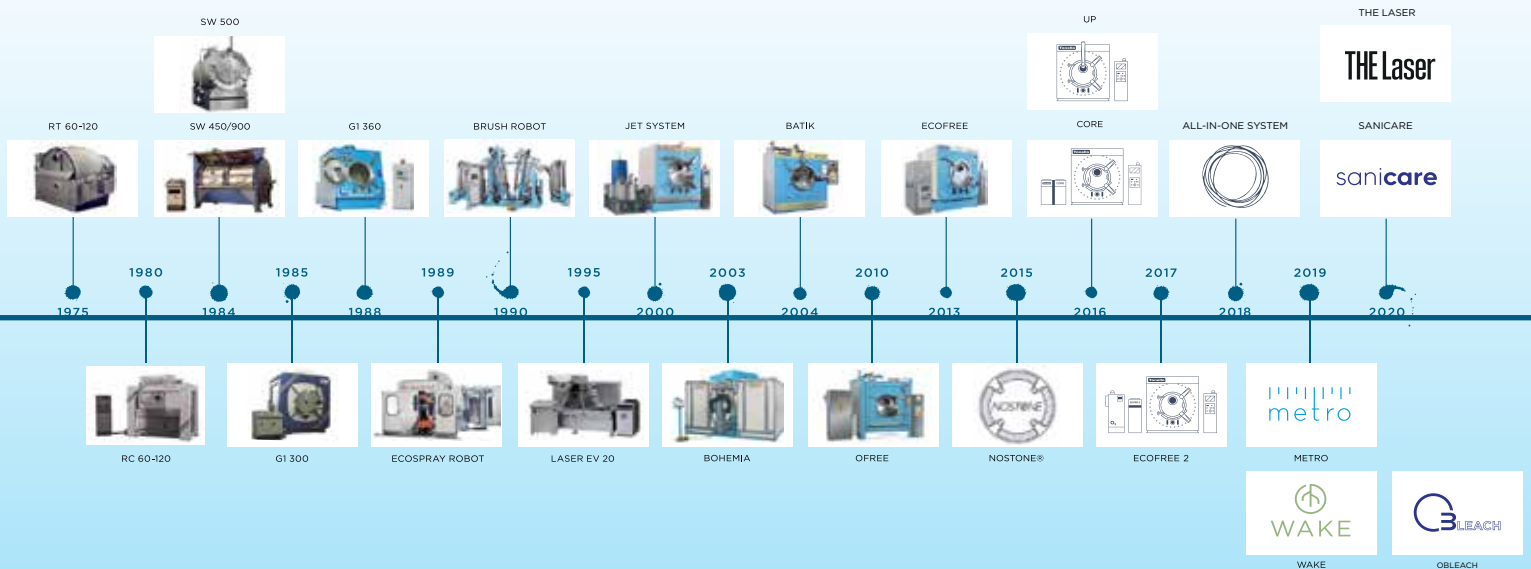 SW 500
UP
THE LASER
THE Laser
RT 60-120
SW 450/900
G1 360
BRUSH ROBOT
JET SYSTEM
BATIK
ECOFREE
CORE
ALL-IN-ONE SYSTEM
SANICARE
sanicare
1980
1985
1989
1995
2003
2010
2015
2017
2019
1975
1984
1988
1990
2000
2004
2013
2016
2018
2020
NOSTONE
metro
RC 60-120
G1 300
ECOSPRAY ROBOT
LASER EV 20
BOHEMIA
OFREE
NOSTONE®
ECOFREE 2
METRO
WAKE
O3BLEACH
WAKE
OBLEACH